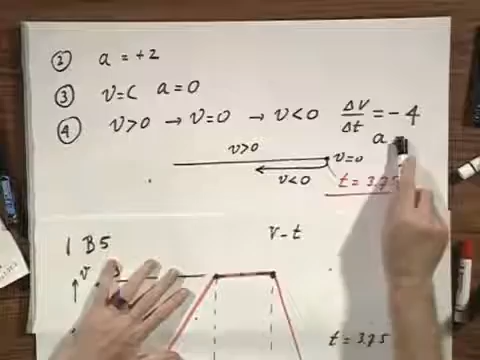 ② a = +2
③ v=c a=0
④ v>0 → v=0 → v<0 Δv/Δt = -4
a
v>0
v=0
v<0
t = 3.75
1 B5 v-t
v
t = 3.75